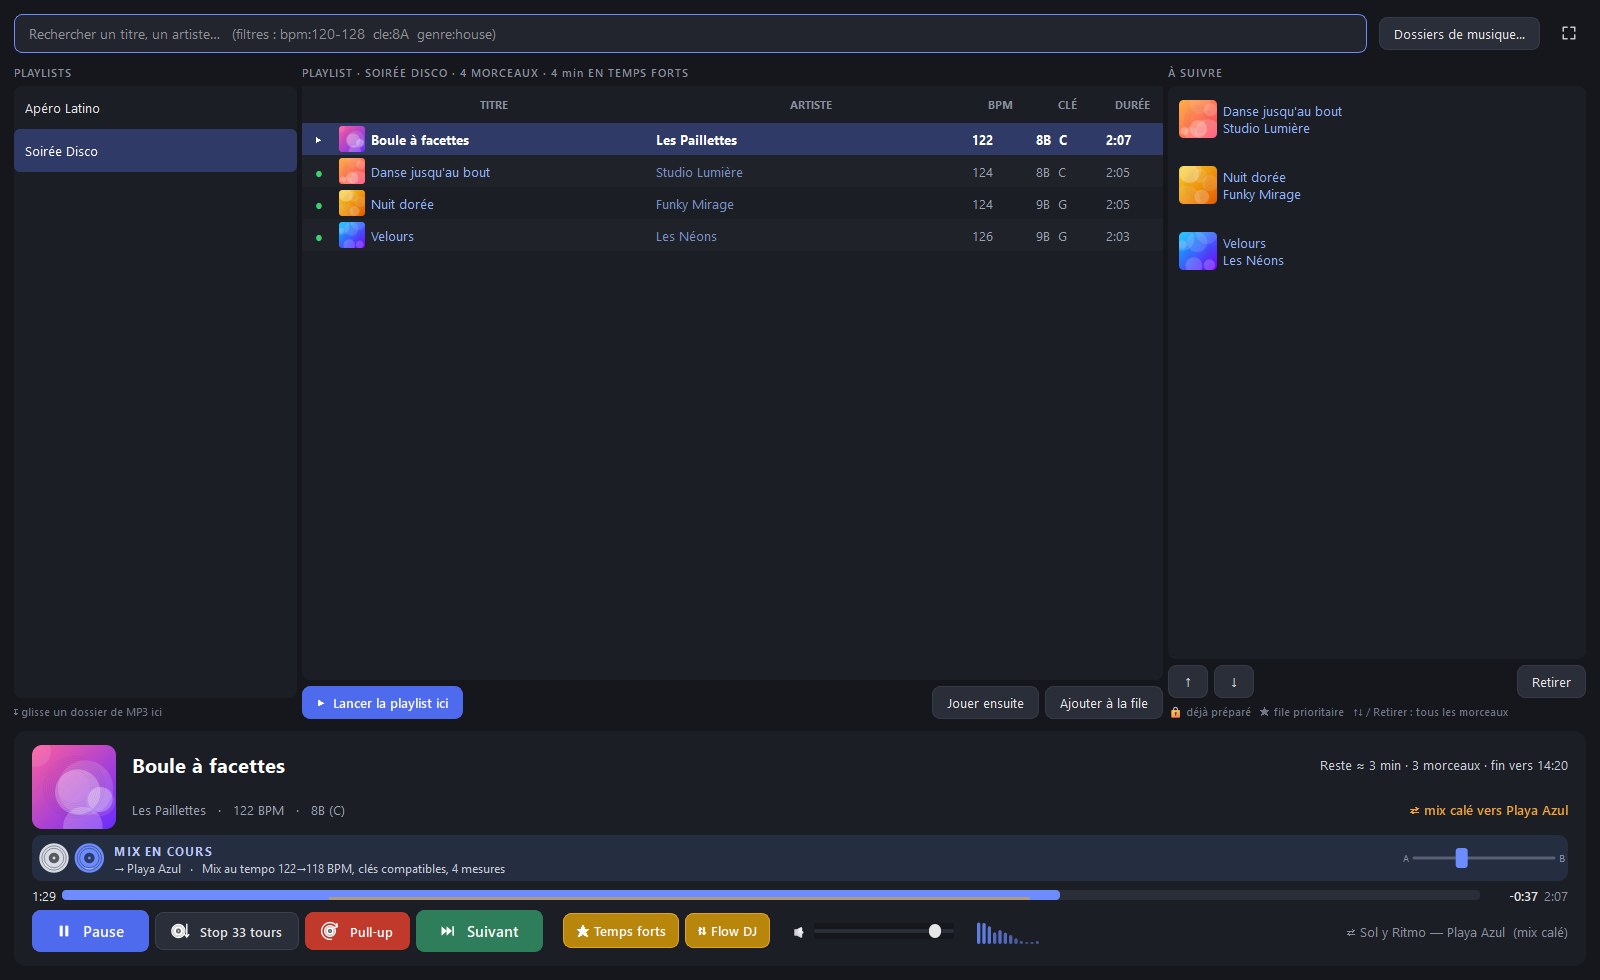 Rechercher un titre, un artiste... (filtres : bpm:120-128 cle:8A genre:house)
Dossiers de musique...
PLAYLISTS
Apéro Latino
Soirée Disco
glisse un dossier de MP3 ici
PLAYLIST · SOIRÉE DISCO · 4 MORCEAUX · 4 min EN TEMPS FORTS
TITRE ARTISTE BPM CLÉ DURÉE
Boule à facettes Les Paillettes 122 8B C 2:07
Danse jusqu'au bout Studio Lumière 124 8B C 2:05
Nuit dorée Funky Mirage 124 9B G 2:05
Velours Les Néons 126 9B G 2:03
Lancer la playlist ici
Jouer ensuite
Ajouter à la file
À SUIVRE
Danse jusqu'au bout
Studio Lumière
Nuit dorée
Funky Mirage
Velours
Les Néons
↑ ↓ Retirer
déjà préparé ★ file prioritaire ↑↓ / Retirer : tous les morceaux
Boule à facettes
Reste ≈ 3 min · 3 morceaux · fin vers 14:20
Les Paillettes · 122 BPM · 8B (C)
⇄ mix calé vers Playa Azul
MIX EN COURS
→ Playa Azul · Mix au tempo 122→118 BPM, clés compatibles, 4 mesures
A B
1:29 -0:37 2:07
Pause
Stop 33 tours
Pull-up
Suivant
★ Temps forts
⇅ Flow DJ
⇄ Sol y Ritmo — Playa Azul (mix calé)